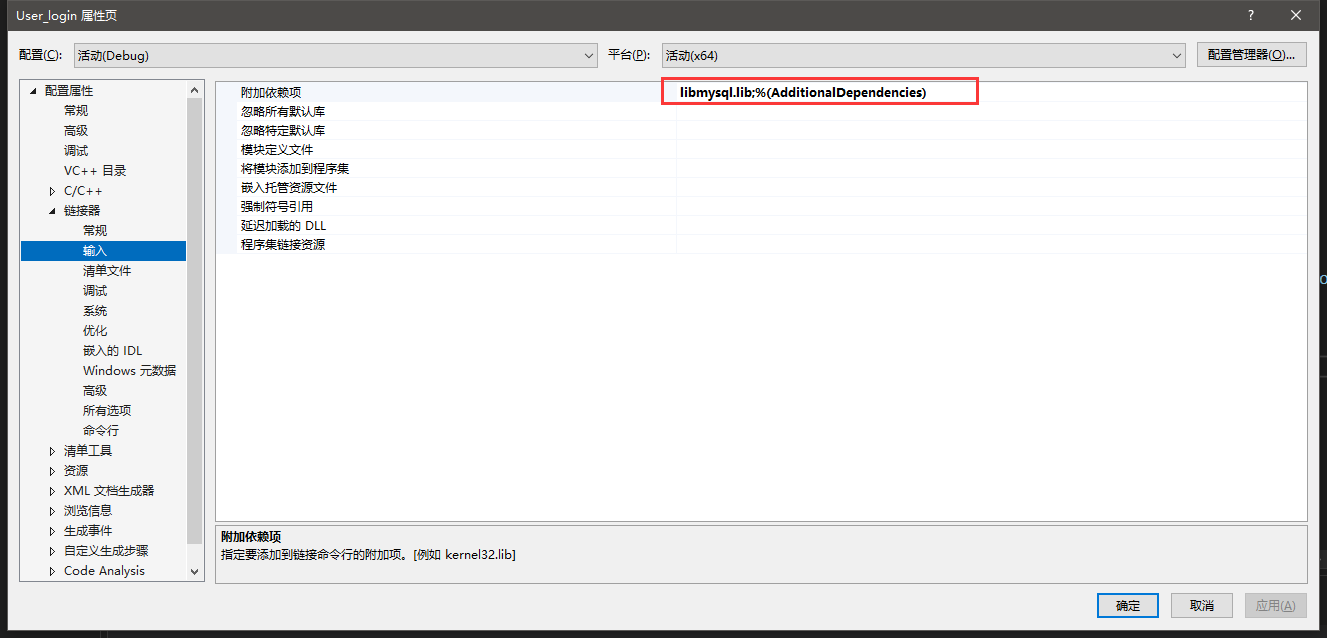 User_login 属性页
?
配置(C):
活动(Debug)
平台(P):
活动(x64)
配置管理器(O)...
配置属性
常规
高级
调试
VC++ 目录
C/C++
链接器
常规
输入
清单文件
调试
系统
优化
嵌入的 IDL
Windows 元数据
高级
所有选项
命令行
清单工具
资源
XML 文档生成器
浏览信息
生成事件
自定义生成步骤
Code Analysis
附加依赖项 libmysql.lib;%(AdditionalDependencies)
忽略所有默认库
忽略特定默认库
模块定义文件
将模块添加到程序集
嵌入托管资源文件
强制符号引用
延迟加载的 DLL
程序集链接资源
附加依赖项
指定要添加到链接命令行的附加项。[例如 kernel32.lib]
确定
取消
应用(A)